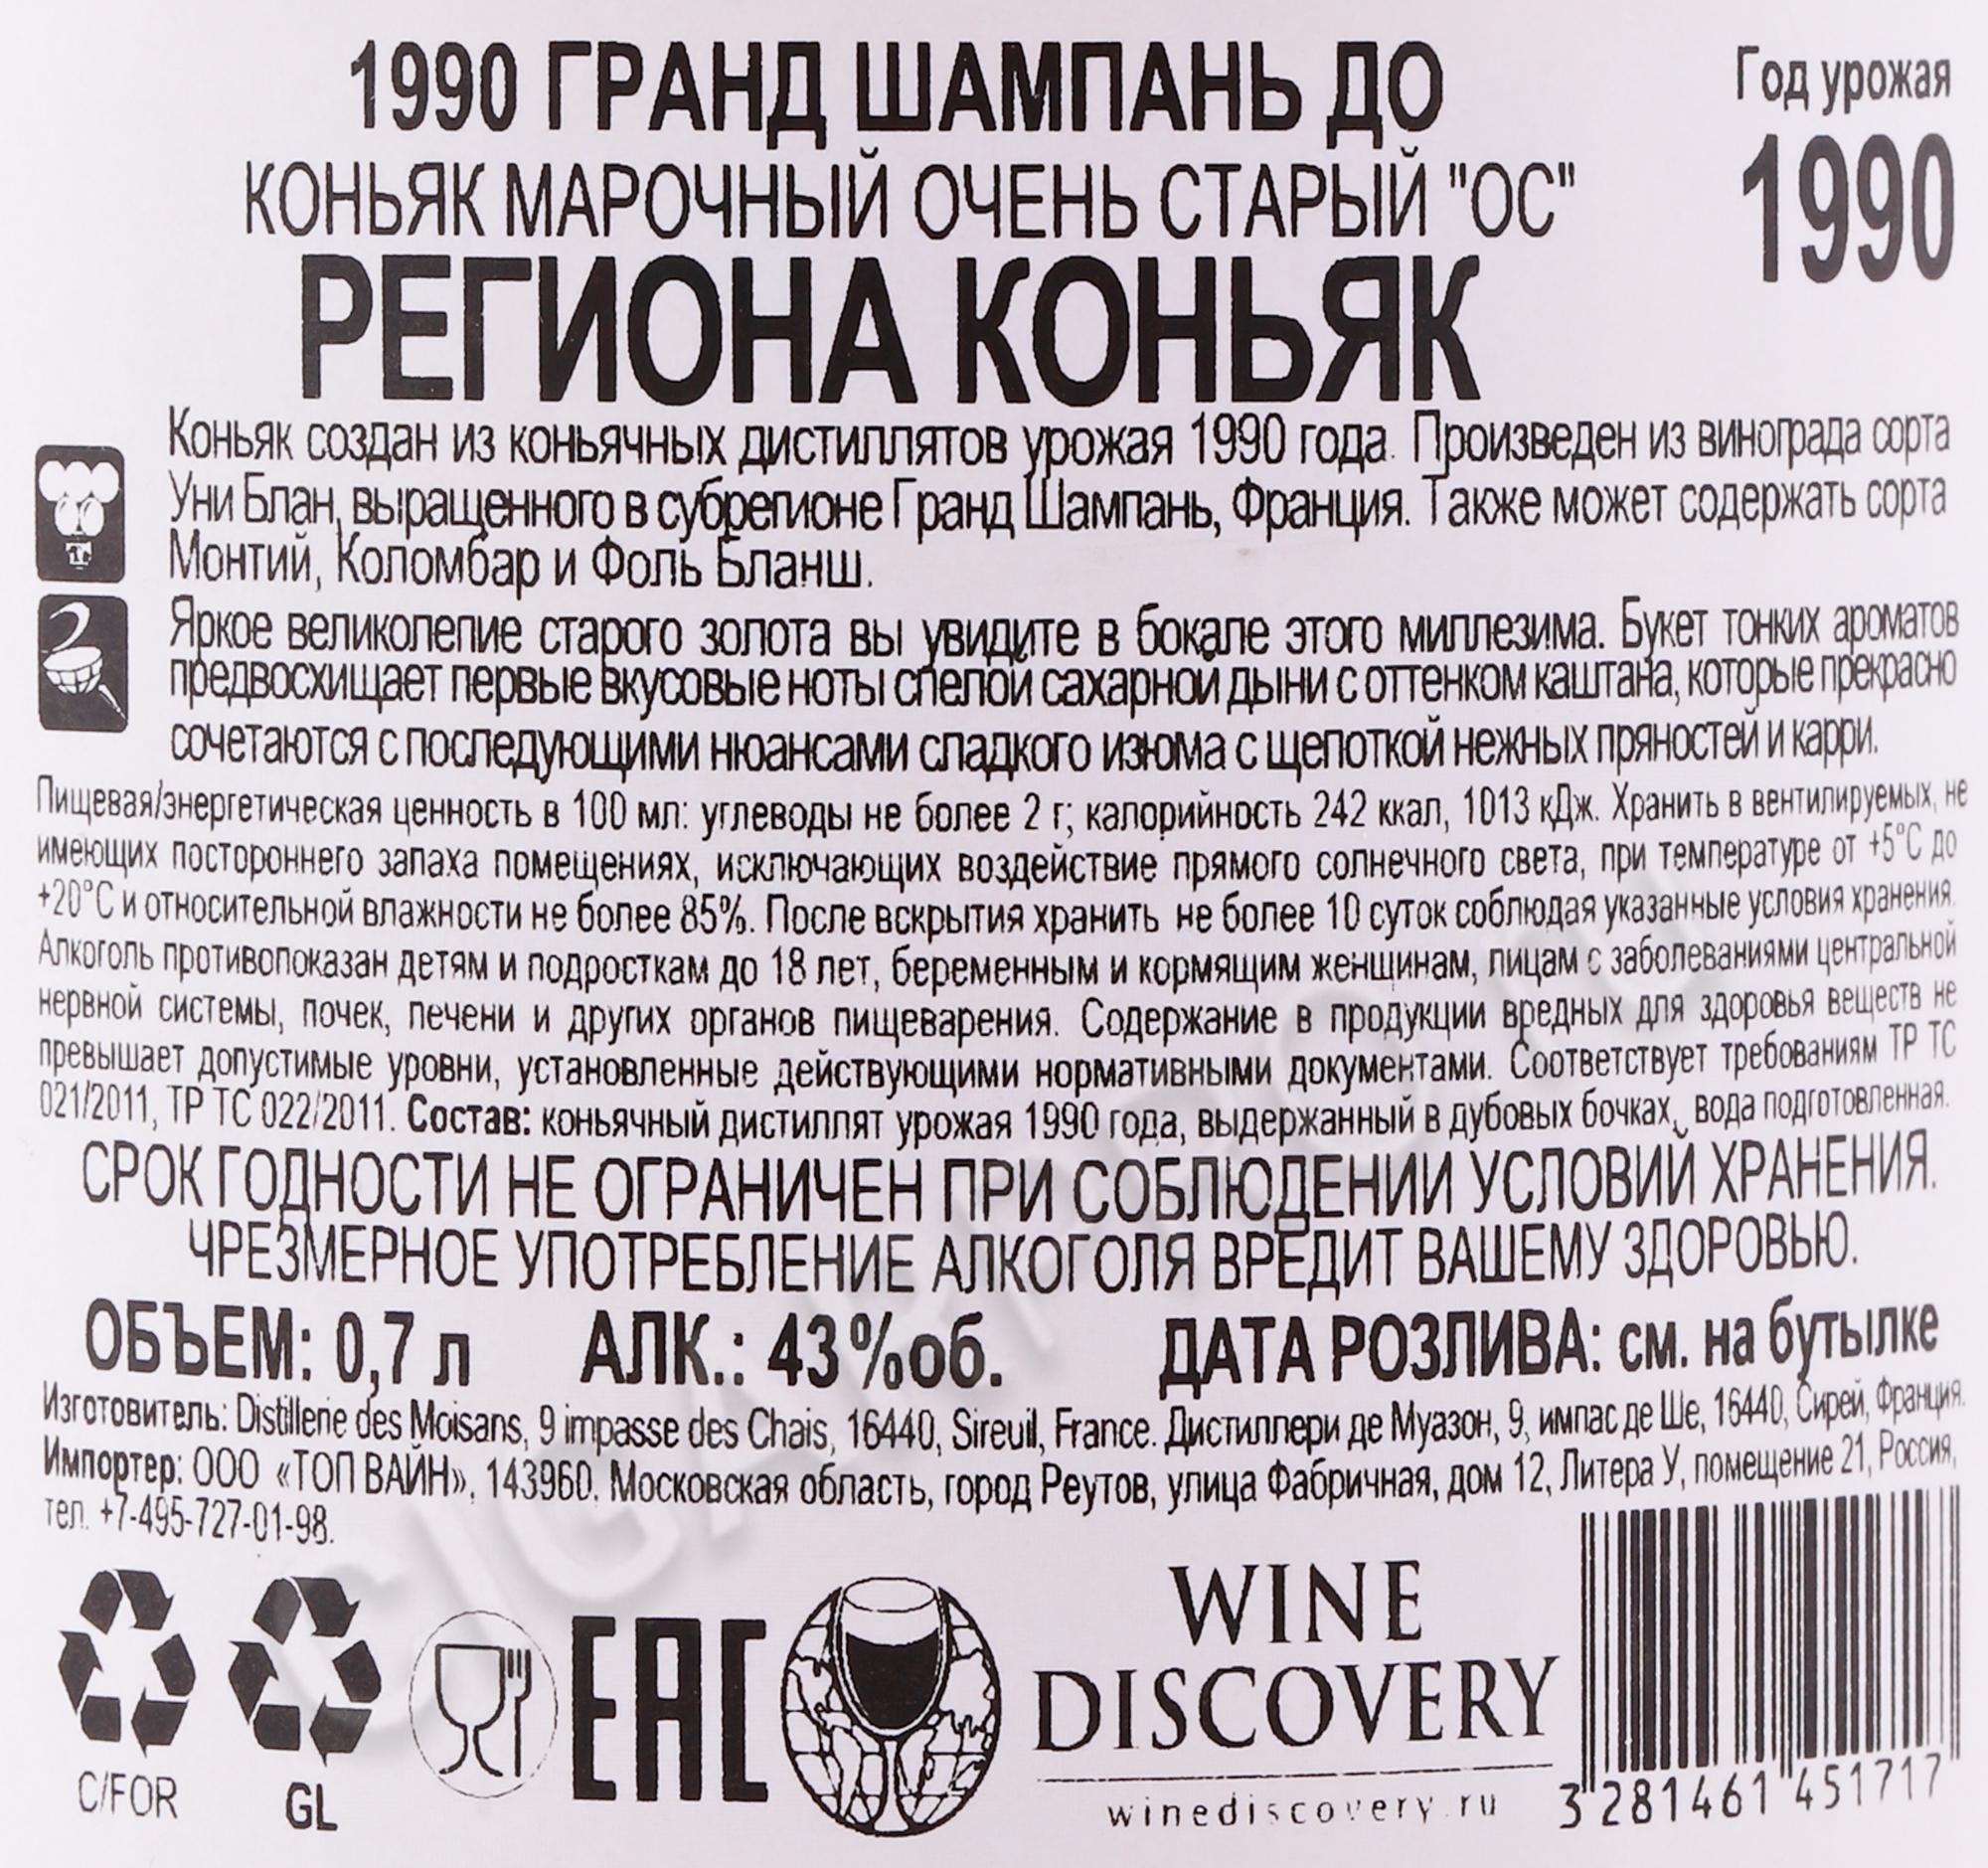 1990 ГРАНД ШАМПАНЬ ДО
КОНЬЯК МАРОЧНЫЙ ОЧЕНЬ СТАРЫЙ "ОС"
РЕГИОНА КОНЬЯК
Год урожая
1990
Коньяк создан из коньячных дистиллятов урожая 1990 года. Произведен из винограда сорта
Уни Блан, выращенного в субрегионе Гранд Шампань, Франция. Также может содержать сорта
Монтий, Коломбар и Фоль Бланш.
Яркое великолепие старого золота вы увидите в бокале этого миллезима. Букет тонких ароматов
предвосхищает первые вкусовые ноты спелой сахарной дыни с оттенком каштана, которые прекрасно
сочетаются с последующими нюансами сладкого изюма с щепоткой нежных пряностей и карри.
Пищевая/энергетическая ценность в 100 мл: углеводы не более 2 г; калорийность 242 ккал, 1013 кДж. Хранить в вентилируемых, не
имеющих постороннего запаха помещениях, исключающих воздействие прямого солнечного света, при температуре от +5°C до
+20°C и относительной влажности не более 85%. После вскрытия хранить не более 10 суток соблюдая указанные условия хранения.
Алкоголь противопоказан детям и подросткам до 18 лет, беременным и кормящим женщинам, лицам с заболеваниями центральной
нервной системы, почек, печени и других органов пищеварения. Содержание в продукции вредных для здоровья веществ не
превышает допустимые уровни, установленные действующими нормативными документами. Соответствует требованиям ТР ТС
021/2011, ТР ТС 022/2011. Состав: коньячный дистиллят урожая 1990 года, выдержанный в дубовых бочках, вода подготовленная.
СРОК ГОДНОСТИ НЕ ОГРАНИЧЕН ПРИ СОБЛЮДЕНИИ УСЛОВИЙ ХРАНЕНИЯ.
ЧРЕЗМЕРНОЕ УПОТРЕБЛЕНИЕ АЛКОГОЛЯ ВРЕДИТ ВАШЕМУ ЗДОРОВЬЮ.
ОБЪЕМ: 0,7 л АЛК.: 43%об. ДАТА РОЗЛИВА: см. на бутылке
Изготовитель: Distillerie des Moisans, 9 impasse des Chais, 16440, Sireuil, France. Дистиллери де Муазон, 9, импас де Ше, 16440, Сирей, Франция.
Импортер: ООО «ТОП ВАЙН», 143960, Московская область, город Реутов, улица Фабричная, дом 12, Литера У, помещение 21, Россия,
тел. +7-495-727-01-98.
C/FOR
GL
EAC
WINE
DISCOVERY
winediscovery.ru
3 281461 451717
CIGARPRO.ru